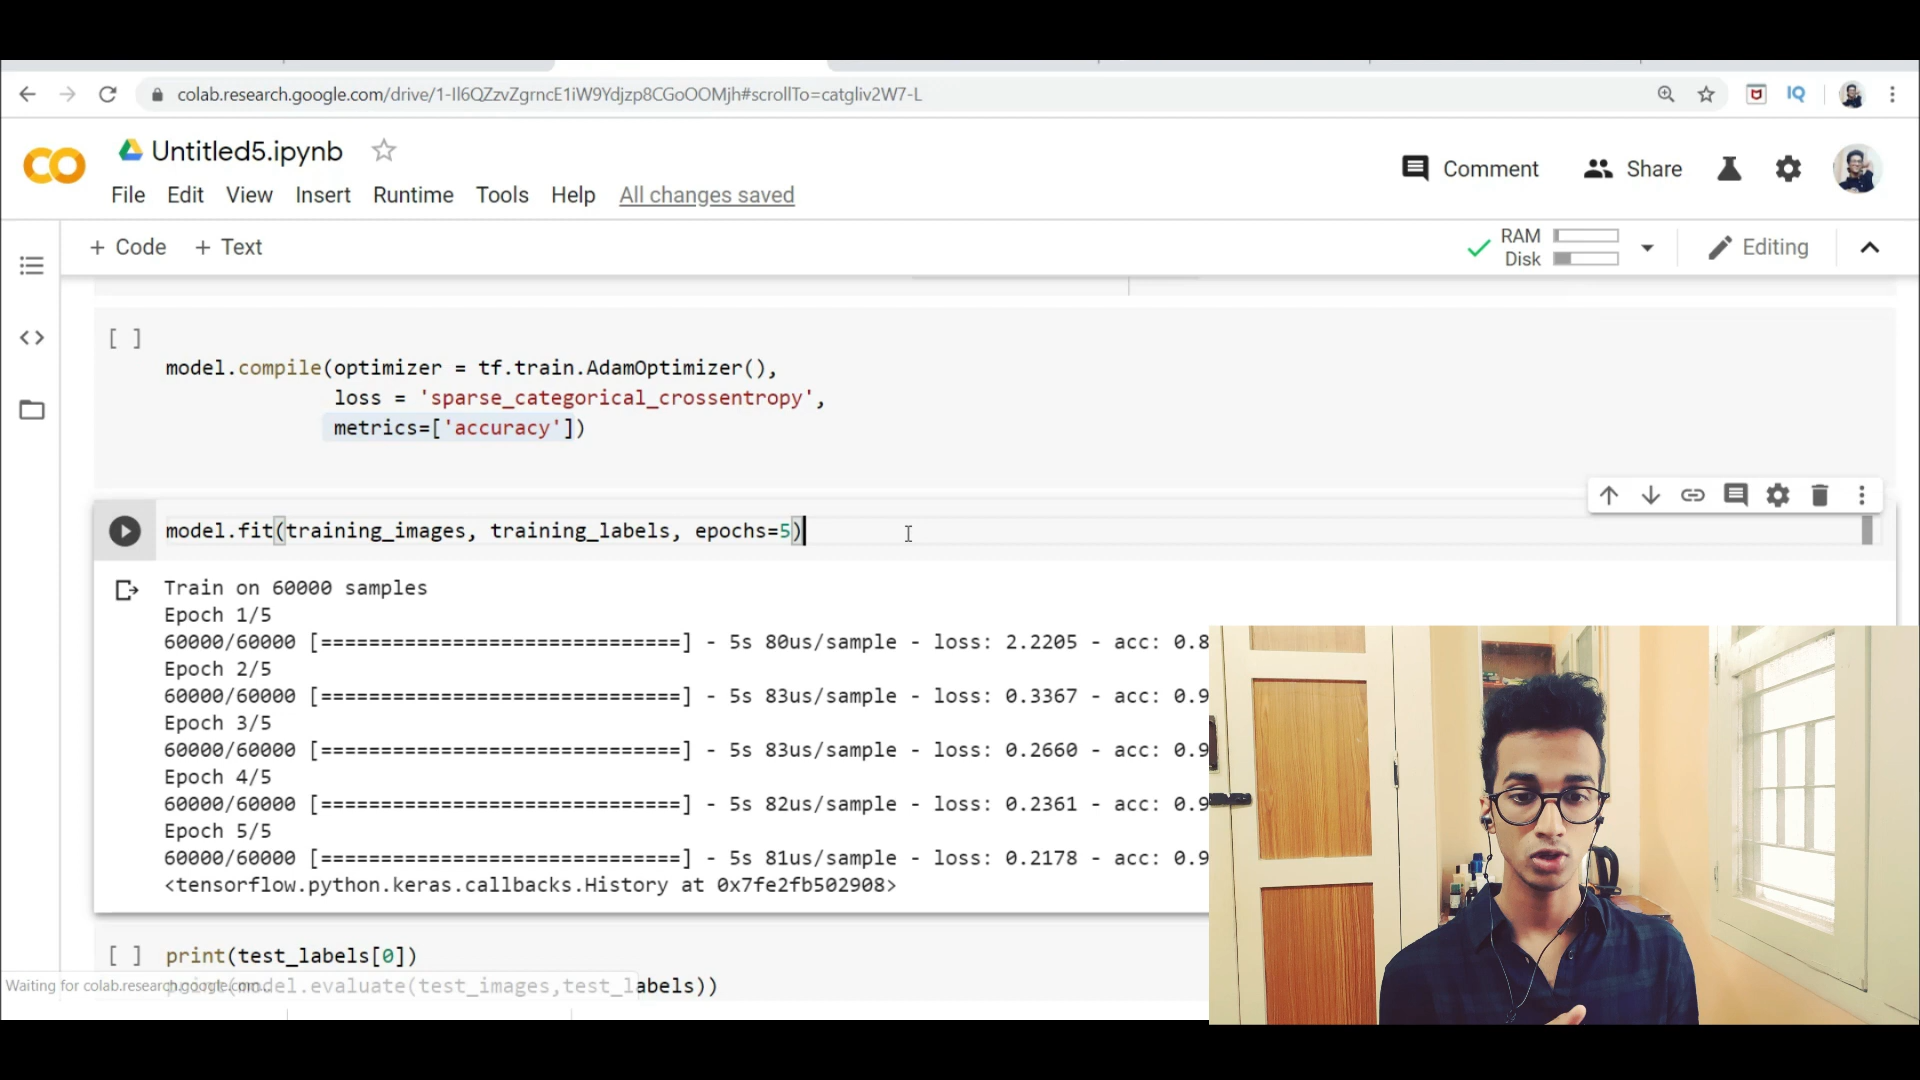 colab.research.google.com/drive/1-Il6QZzvZgrncE1iW9Ydjzp8CGoOOMjh#scrollTo=catgliv2W7-L
IQ
CO
Untitled5.ipynb
Comment
Share
File Edit View Insert Runtime Tools Help All changes saved
+ Code + Text
RAM
Disk
Editing
[ ]
model.compile(optimizer = tf.train.AdamOptimizer(),
loss = 'sparse_categorical_crossentropy',
metrics=['accuracy'])
model.fit(training_images, training_labels, epochs=5)
Train on 60000 samples
Epoch 1/5
60000/60000 [==============================] - 5s 80us/sample - loss: 2.2205 - acc: 0.8
Epoch 2/5
60000/60000 [==============================] - 5s 83us/sample - loss: 0.3367 - acc: 0.9
Epoch 3/5
60000/60000 [==============================] - 5s 83us/sample - loss: 0.2660 - acc: 0.9
Epoch 4/5
60000/60000 [==============================] - 5s 82us/sample - loss: 0.2361 - acc: 0.9
Epoch 5/5
60000/60000 [==============================] - 5s 81us/sample - loss: 0.2178 - acc: 0.9
<tensorflow.python.keras.callbacks.History at 0x7fe2fb502908>
[ ] print(test_labels[0])
print(model.evaluate(test_images,test_labels))
Waiting for colab.research.google.com...